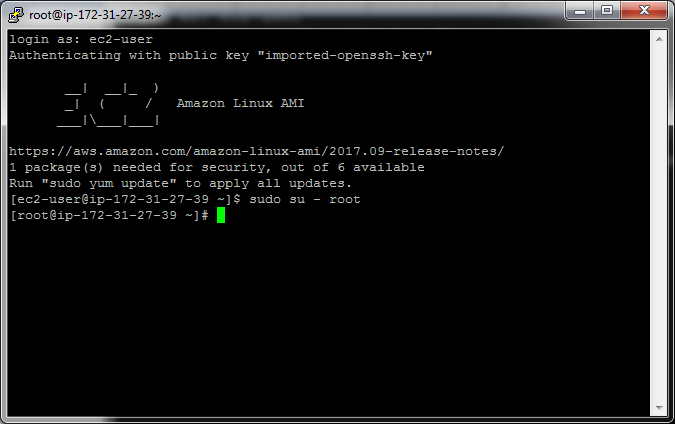 root@ip-172-31-27-39:~
login as: ec2-user
Authenticating with public key "imported-openssh-key"
       __|  __|_  )
       _|  (     /   Amazon Linux AMI
      ___|\___|___|
https://aws.amazon.com/amazon-linux-ami/2017.09-release-notes/
1 package(s) needed for security, out of 6 available
Run "sudo yum update" to apply all updates.
[ec2-user@ip-172-31-27-39 ~]$ sudo su - root
[root@ip-172-31-27-39 ~]#